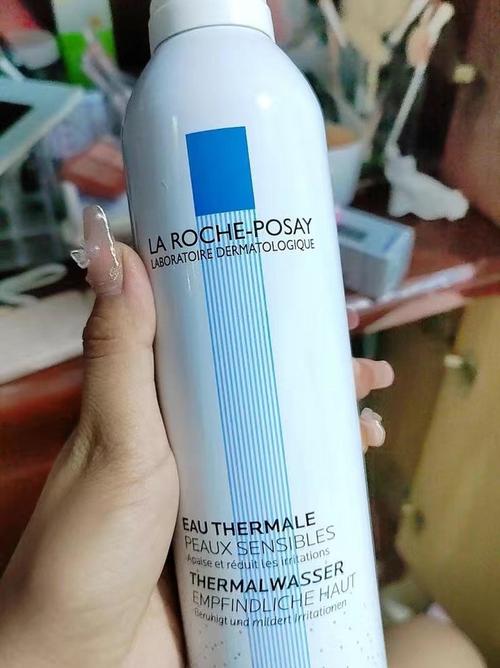 LA ROCHE-POSAY
LABORATOIRE DERMATOLOGIQUE
EAU THERMALE
PEAUX SENSIBLES
Apaise et réduit les irritations
THERMALWASSER
EMPFINDLICHE HAUT
Beruhigt und mildert Irritationen